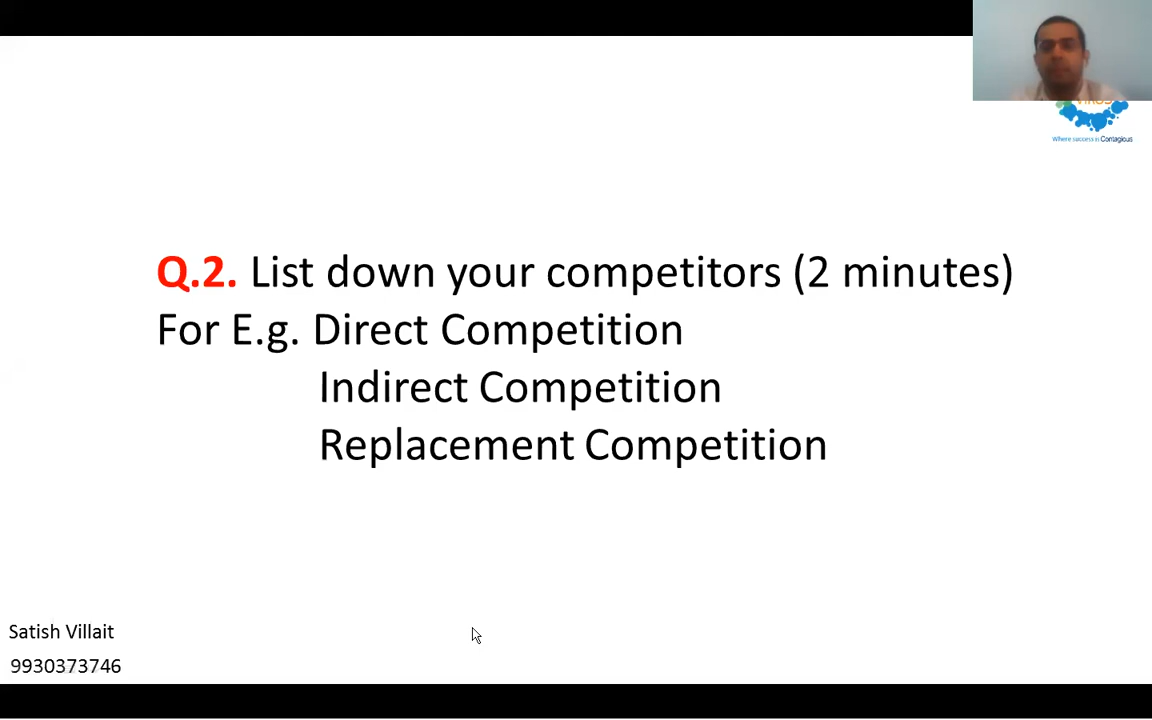 VIRUS
Where success is Contagious
Q.2. List down your competitors (2 minutes)
For E.g. Direct Competition
Indirect Competition
Replacement Competition
Satish Villait
9930373746